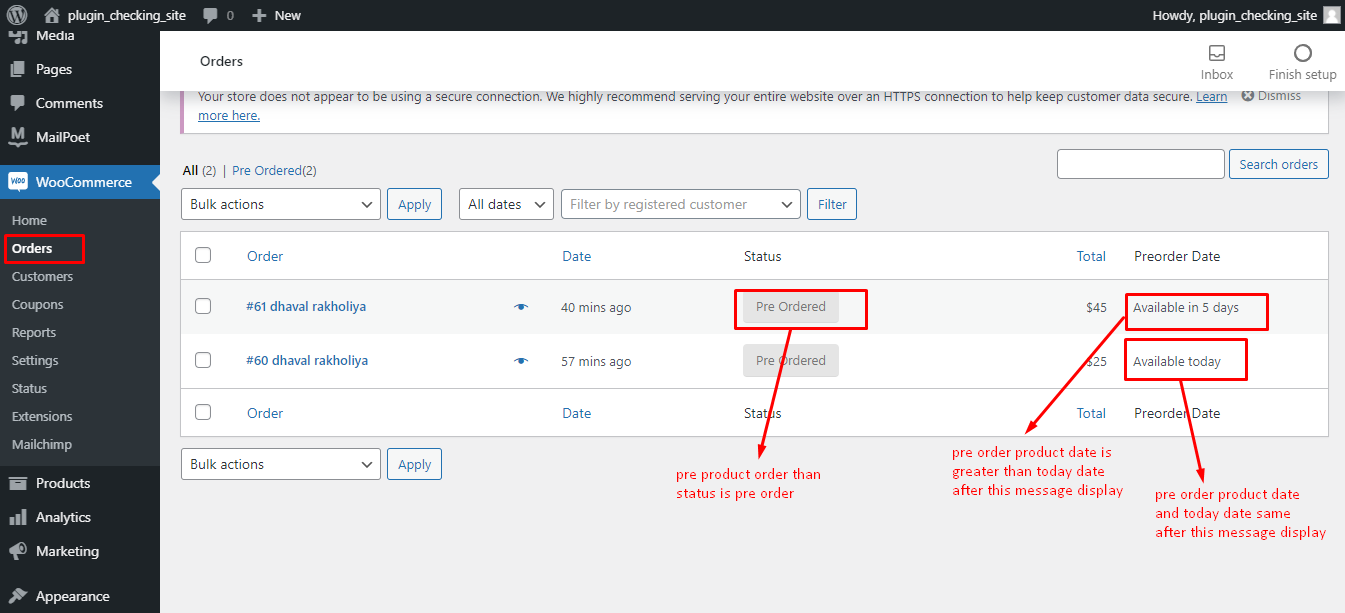 plugin_checking_site
0
New
Howdy, plugin_checking_site
Media
Pages
Comments
M
MailPoet
woo
WooCommerce
Home
Orders
Customers
Coupons
Reports
Settings
Status
Extensions
Mailchimp
Products
Analytics
Marketing
Appearance
Orders
Inbox
Finish setup
Your store does not appear to be using a secure connection. We highly recommend serving your entire website over an HTTPS connection to help keep customer data secure. Learn
more here.
Dismiss
All (2) | Pre Ordered(2)
Search orders
Bulk actions
Apply
All dates
Filter by registered customer
Filter
Order
Date
Status
Total
Preorder Date
#61 dhaval rakholiya
40 mins ago
Pre Ordered
$45
Available in 5 days
#60 dhaval rakholiya
57 mins ago
Pre Ordered
$25
Available today
Order
Date
Status
Total
Preorder Date
Bulk actions
Apply
pre product order than
status is pre order
pre order product date is
greater than today date
after this message display
pre order product date
and today date same
after this message display